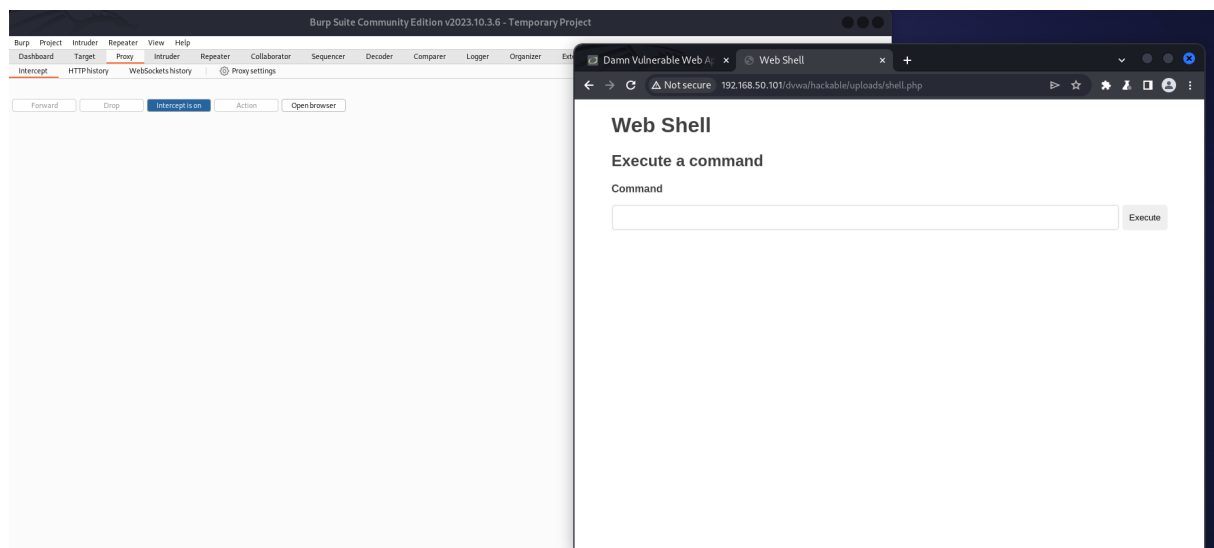 Burp Suite Community Edition v2023.10.3.6 - Temporary Project
Burp Project Intruder Repeater View Help
Dashboard Target Proxy Intruder Repeater Collaborator Sequencer Decoder Comparer Logger Organizer
Intercept HTTP history WebSockets history Proxy settings
Forward Drop Intercept is on Action Open browser
Damn Vulnerable Web Web Shell
Not secure 192.168.50.101/dvwa/hackable/uploads/shell.php
Web Shell
Execute a command
Command
Execute